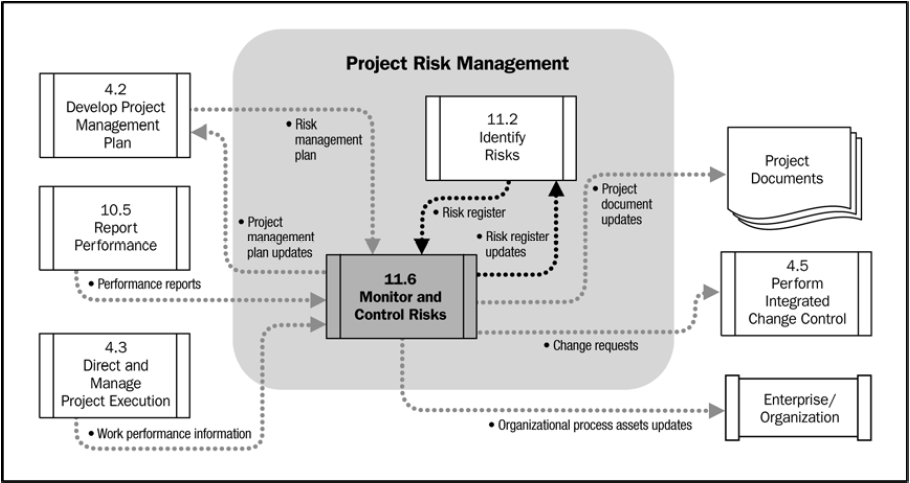 Project Risk Management
4.2
Develop Project
Management
Plan
• Risk
management
plan
11.2
Identify
Risks
Project
Documents
10.5
Report
Performance
• Project
management
plan updates
• Risk register
• Risk register
updates
• Project
document
updates
• Performance reports
11.6
Monitor and
Control Risks
4.5
Perform
Integrated
Change Control
• Change requests
4.3
Direct and
Manage
Project Execution
• Work performance information
• Organizational process assets updates
Enterprise/
Organization